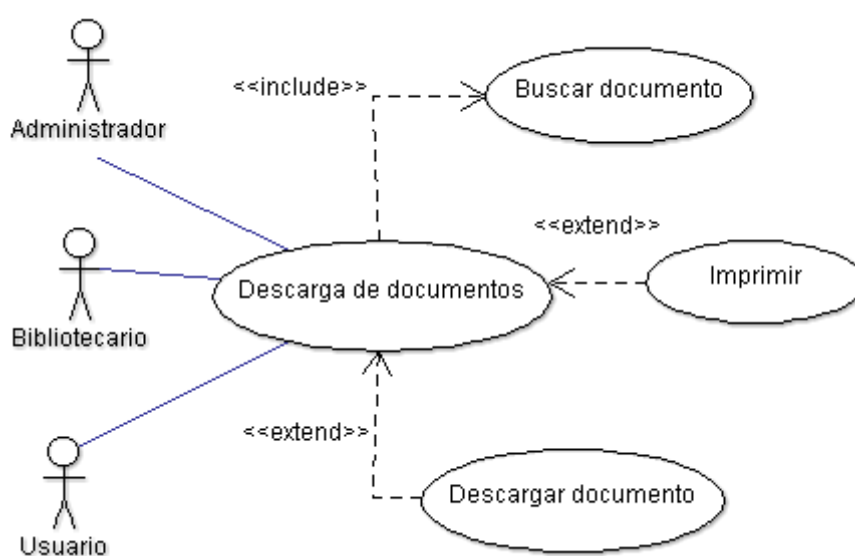 <<include>>
Buscar documento
Administrador
<<extend>>
Imprimir
Descarga de documentos
Bibliotecario
<<extend>>
Descargar documento
Usuario